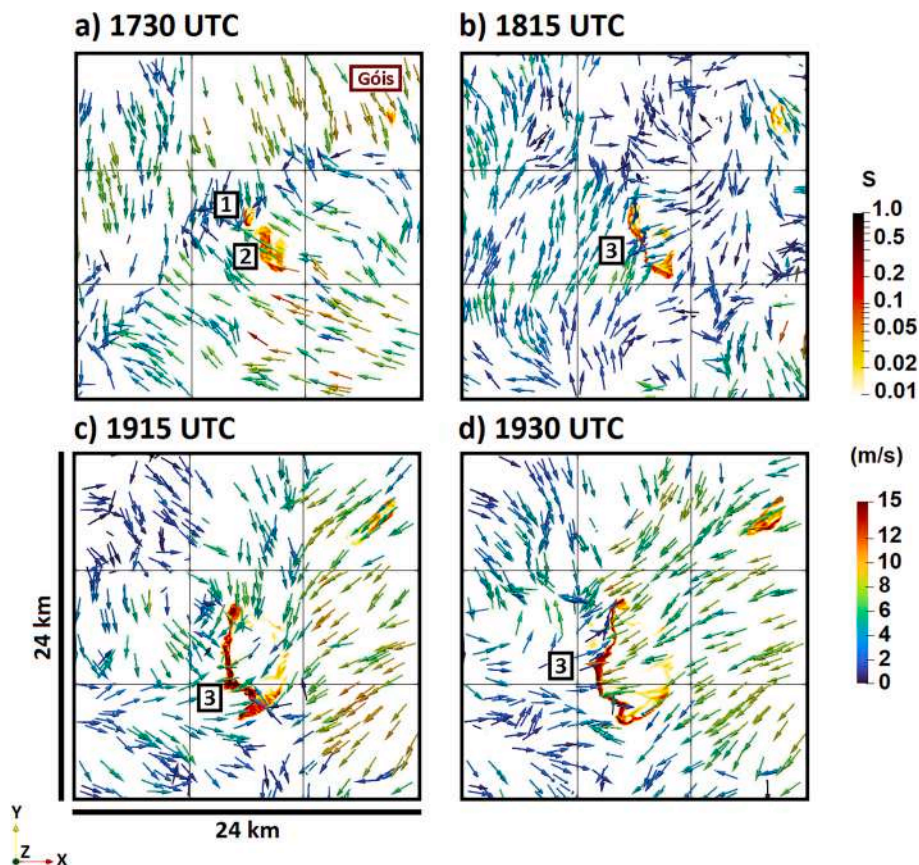 a) 1730 UTC
b) 1815 UTC
Góis
1
2
3
S
1.0
0.5
0.2
0.1
0.05
0.02
0.01
c) 1915 UTC
d) 1930 UTC
(m/s)
3
3
15
12
10
8
6
4
2
0
24 km
24 km
Y
Z
X